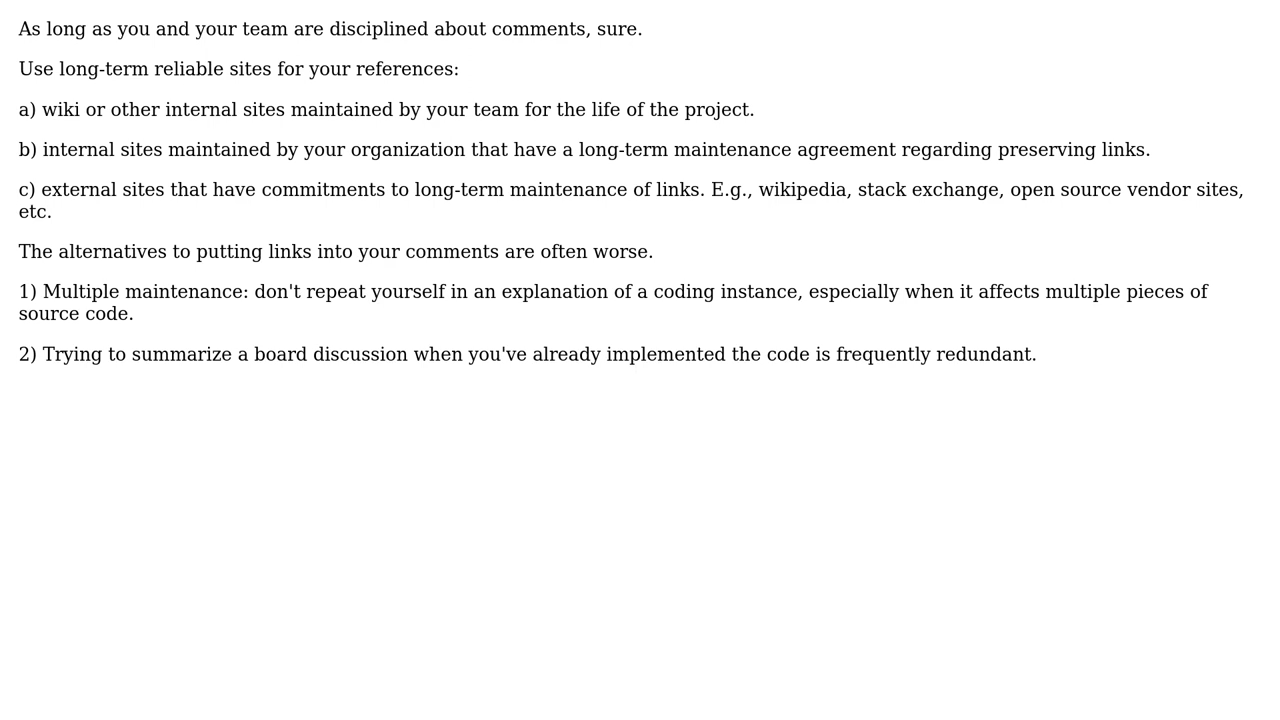 As long as you and your team are disciplined about comments, sure.
Use long-term reliable sites for your references:
a) wiki or other internal sites maintained by your team for the life of the project.
b) internal sites maintained by your organization that have a long-term maintenance agreement regarding preserving links.
c) external sites that have commitments to long-term maintenance of links. E.g., wikipedia, stack exchange, open source vendor sites,
etc.
The alternatives to putting links into your comments are often worse.
1) Multiple maintenance: don't repeat yourself in an explanation of a coding instance, especially when it affects multiple pieces of
source code.
2) Trying to summarize a board discussion when you've already implemented the code is frequently redundant.